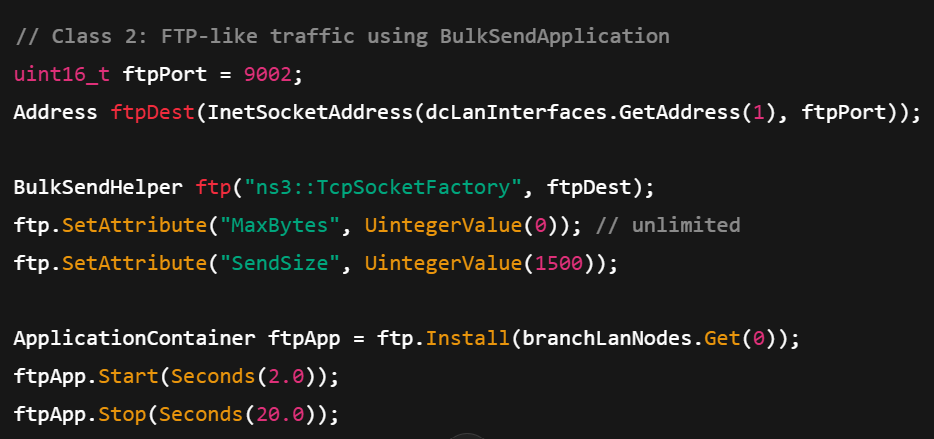 // Class 2: FTP-like traffic using BulkSendApplication
uint16_t ftpPort = 9002;
Address ftpDest(InetSocketAddress(dcLanInterfaces.GetAddress(1), ftpPort));
BulkSendHelper ftp("ns3::TcpSocketFactory", ftpDest);
ftp.SetAttribute("MaxBytes", UintegerValue(0)); // unlimited
ftp.SetAttribute("SendSize", UintegerValue(1500));
ApplicationContainer ftpApp = ftp.Install(branchLanNodes.Get(0));
ftpApp.Start(Seconds(2.0));
ftpApp.Stop(Seconds(20.0));